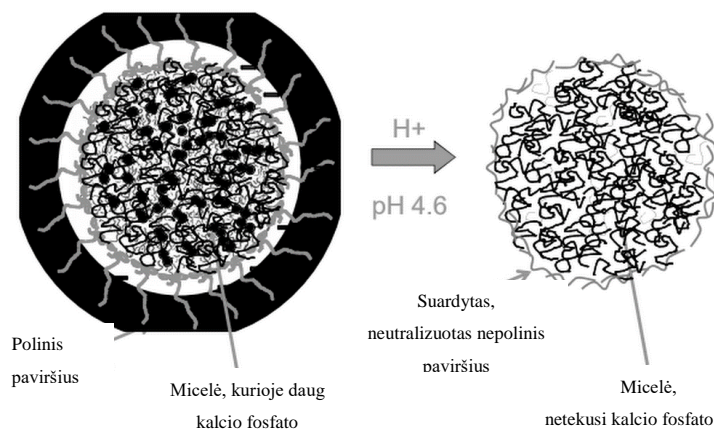 H+
pH 4.6
Polinis
paviršius
Micelė, kurioje daug
kalcio fosfato
Suardytas,
neutralizuotas nepolinis
paviršius
Micelė,
netekusi kalcio fosfato